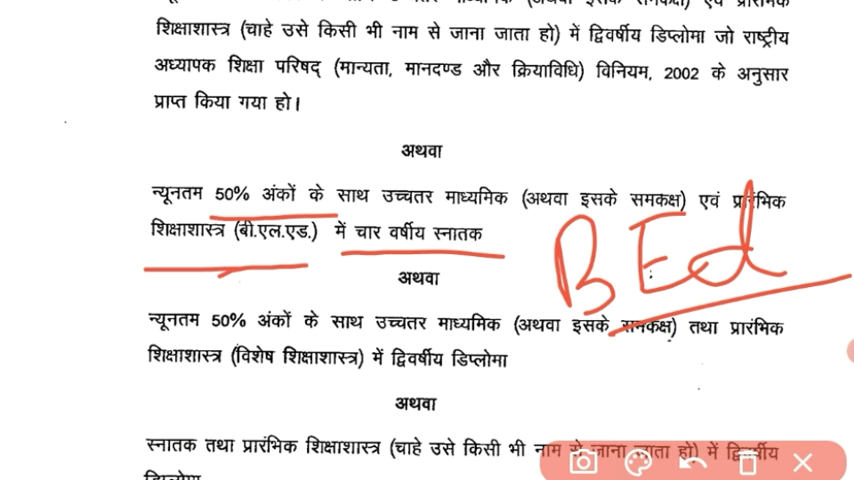 शिक्षाशास्त्र (चाहे उसे किसी भी नाम से जाना जाता हो) में द्विवर्षीय डिप्लोमा जो राष्ट्रीय
अध्यापक शिक्षा परिषद् (मान्यता, मानदण्ड और क्रियाविधि) विनियम, 2002 के अनुसार
प्राप्त किया गया हो।
अथवा
न्यूनतम 50% अंकों के साथ उच्चतर माध्यमिक (अथवा इसके समकक्ष) एवं प्रारंभिक
शिक्षाशास्त्र (बी.एल.एड.) में चार वर्षीय स्नातक
BEd
अथवा
न्यूनतम 50% अंकों के साथ उच्चतर माध्यमिक (अथवा इसके समकक्ष) तथा प्रारंभिक
शिक्षाशास्त्र (विशेष शिक्षाशास्त्र) में द्विवर्षीय डिप्लोमा
अथवा
स्नातक तथा प्रारंभिक शिक्षाशास्त्र (चाहे उसे किसी भी नाम से जाना जाता हो) में द्विवर्षीय